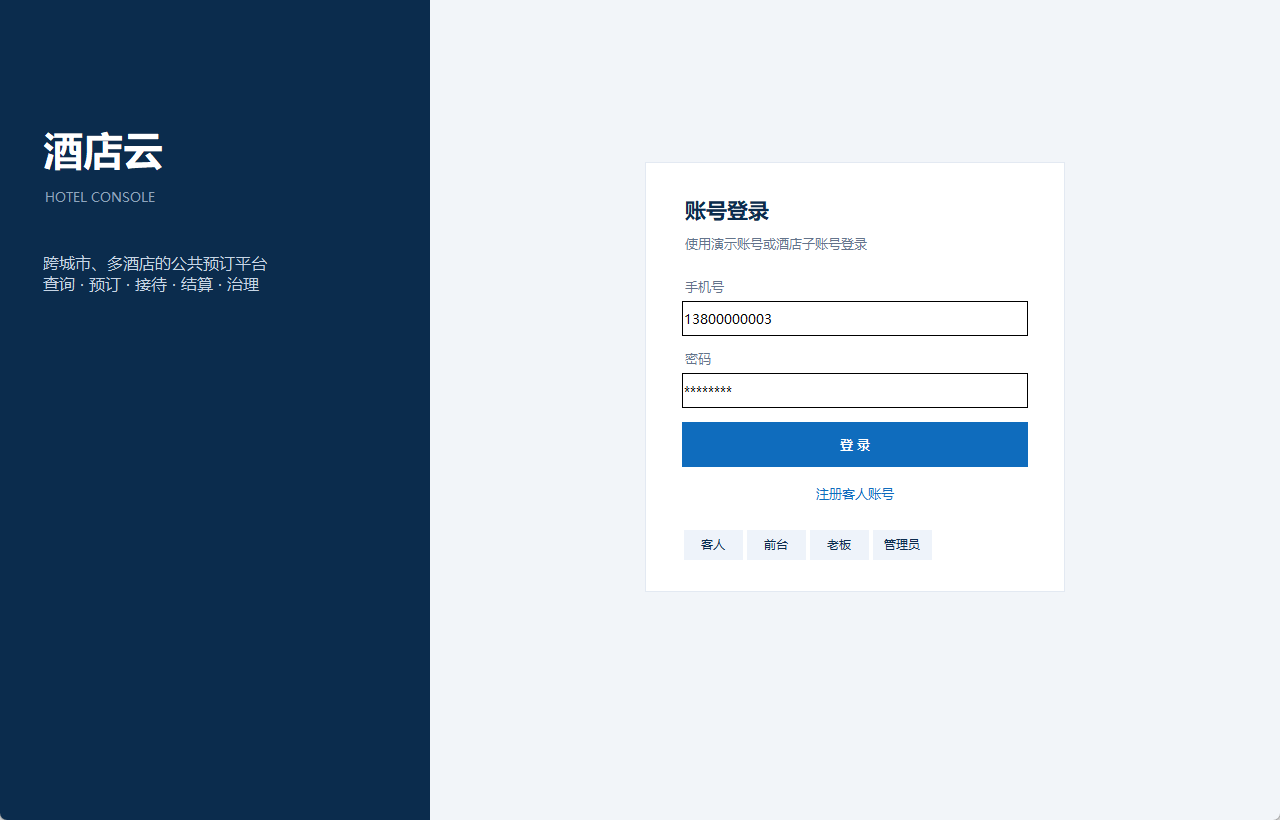 酒店云
HOTEL CONSOLE
跨城市、多酒店的公共预订平台
查询 · 预订 · 接待 · 结算 · 治理
账号登录
使用演示账号或酒店子账号登录
手机号
13800000003
密码
********
登 录
注册客人账号
客人 前台 老板 管理员